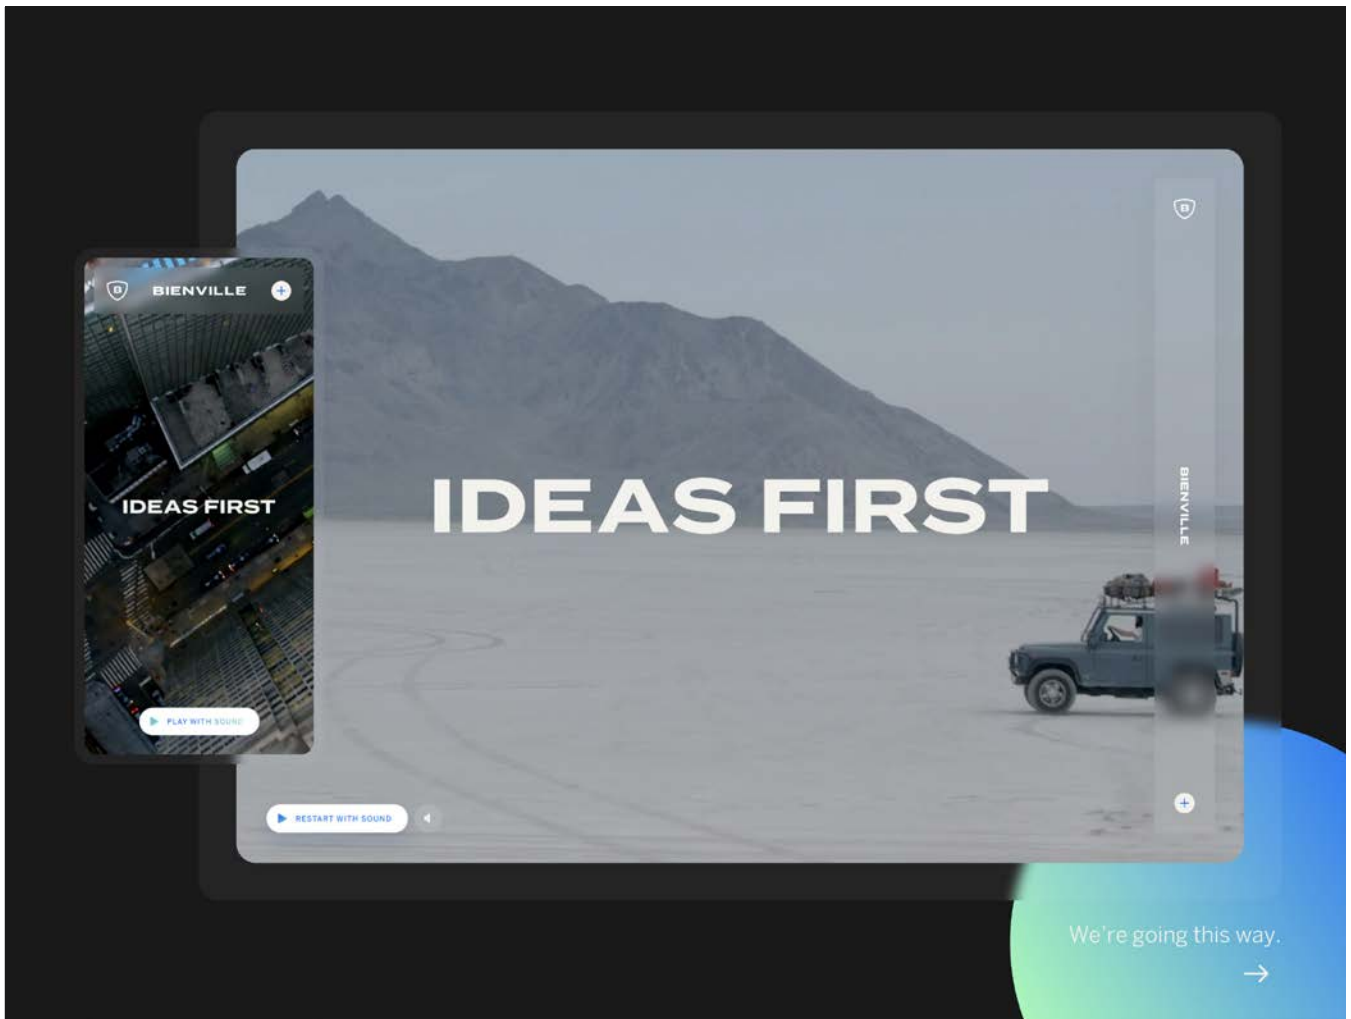 B
BIENVILLE
IDEAS FIRST
PLAY WITH SOUND
B
IDEAS FIRST
BIENVILLE
RESTART WITH SOUND
We're going this way.